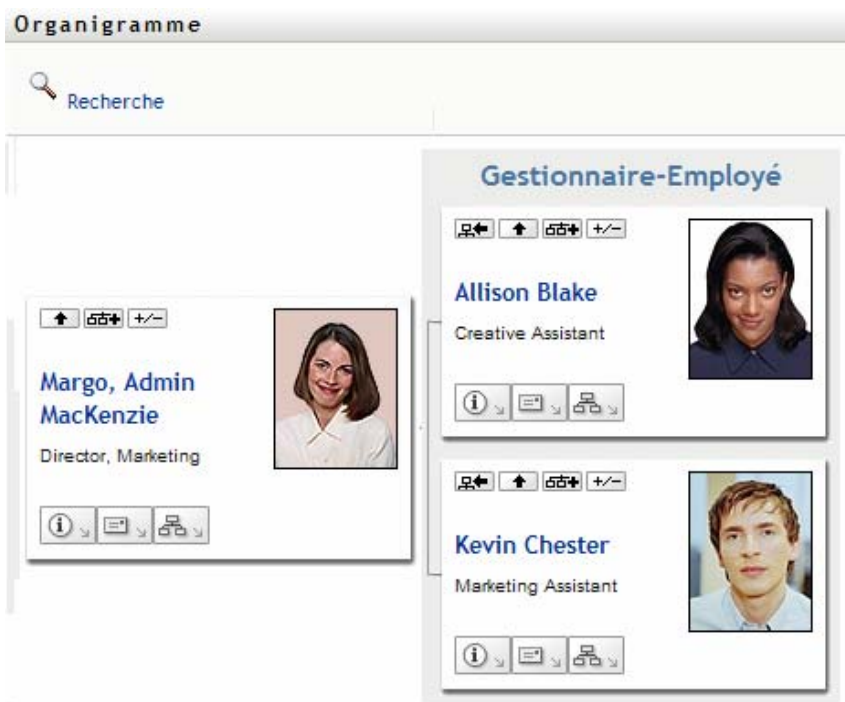 Organigramme
Recherche
Gestionnaire-Employé
+/−
Allison Blake
Creative Assistant
+/−
Margo, Admin
MacKenzie
Director, Marketing
+/−
Kevin Chester
Marketing Assistant